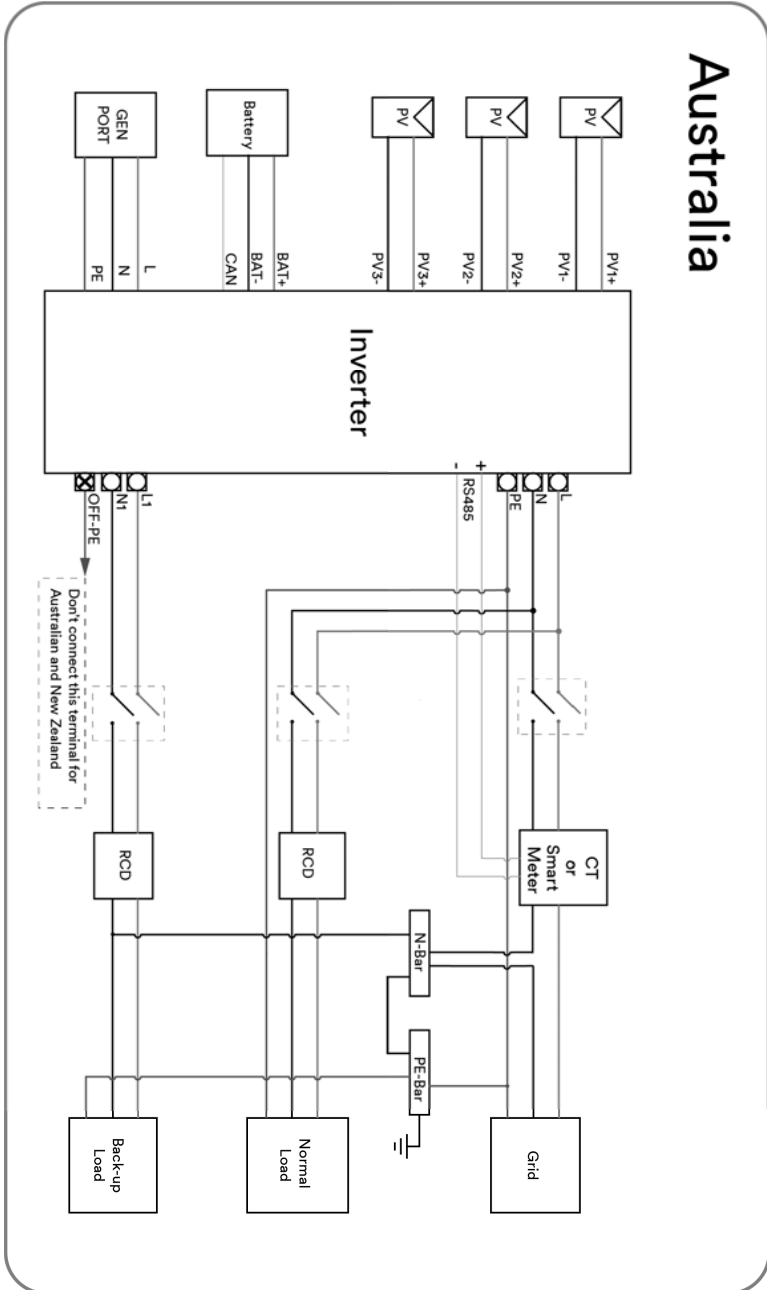 Australia
PV
PV
PV
Battery
GEN
PORT
PV1+
PV1-
PV2+
PV2-
PV3+
PV3-
BAT+
BAT-
CAN
L
N
PE
Inverter
L
N
PE
+
-
RS485
L1
N1
OFF-PE
Don't connect this terminal for
Australian and New Zealand
CT
or
Smart
Meter
RCD
RCD
N-Bar
PE-Bar
Grid
Normal
Load
Back-up
Load